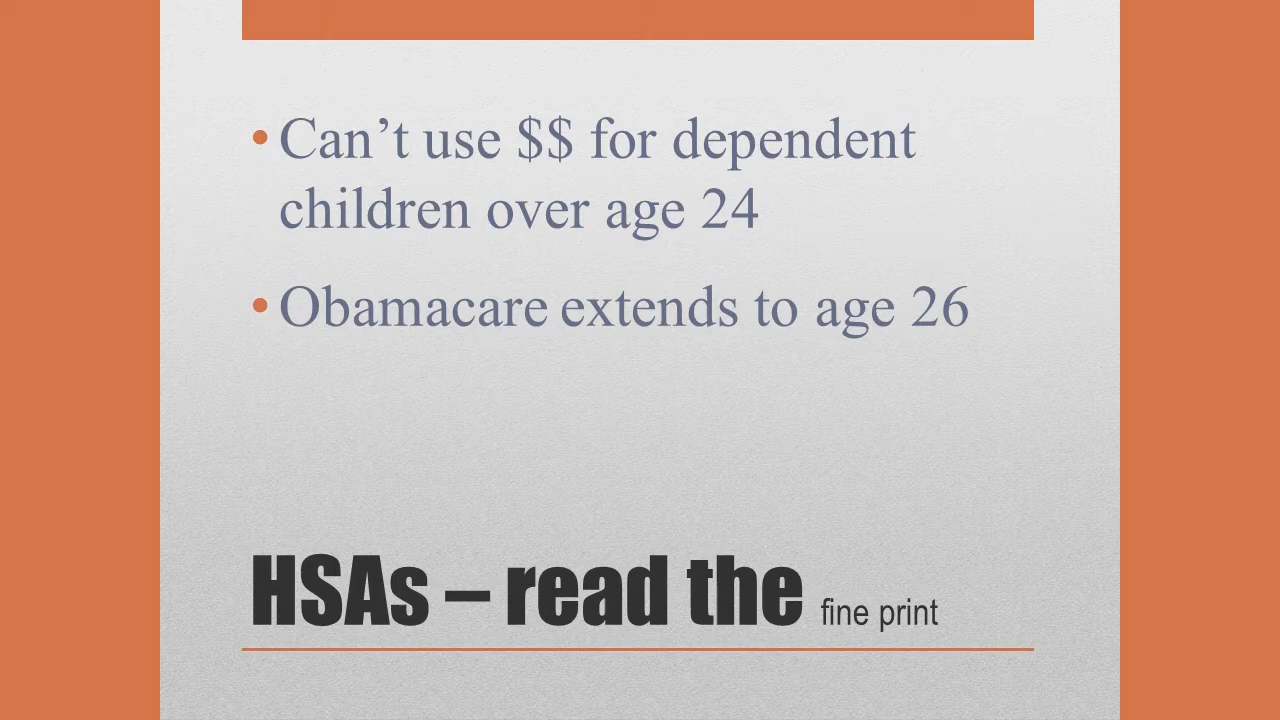 • Can’t use $$ for dependent
children over age 24
• Obamacare extends to age 26
HSAs – read the fine print